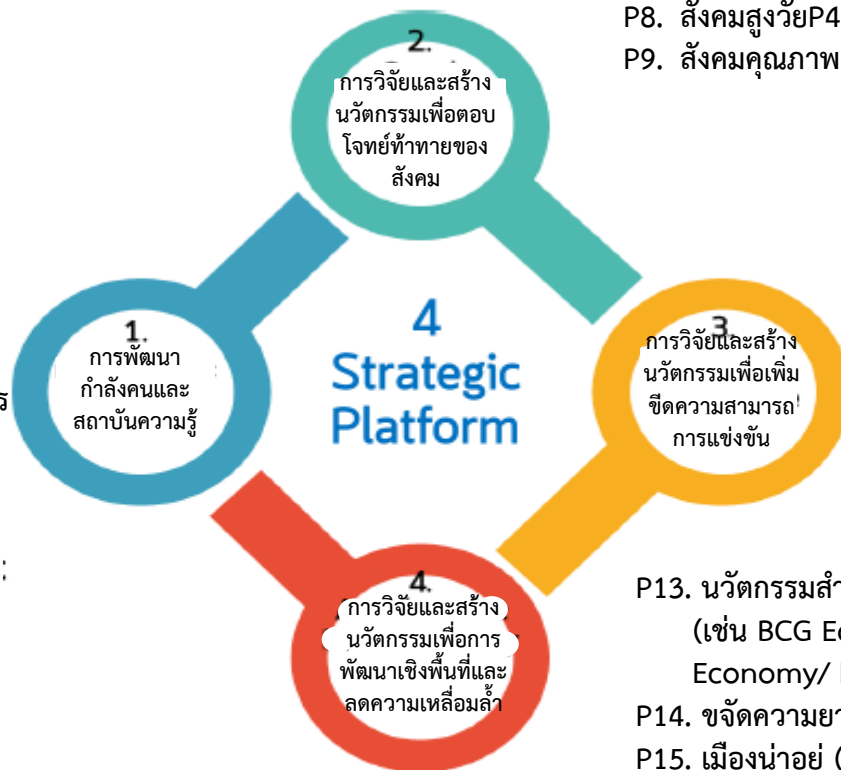 P8. สังคมสูงวัยP4
P9. สังคมคุณภาพ
2.
การวิจัยและสร้าง
นวัตกรรมเพื่อตอบ
โจทย์ท้าทายของ
สังคม
1.
การพัฒนา
กำลังคนและ
สถาบันความรู้
ร
4
Strategic
Platform
3.
การวิจัยและสร้าง
นวัตกรรมเพื่อเพิ่ม
ขีดความสามารถ
การแข่งขัน
4.
การวิจัยและสร้าง
นวัตกรรมเพื่อการ
พัฒนาเชิงพื้นที่และ
ลดความเหลื่อมล้ำ
P13. นวัตกรรมสำ
(เช่น BCG E
Economy/
P14. ขจัดความยา
P15. เมืองน่าอยู่ (